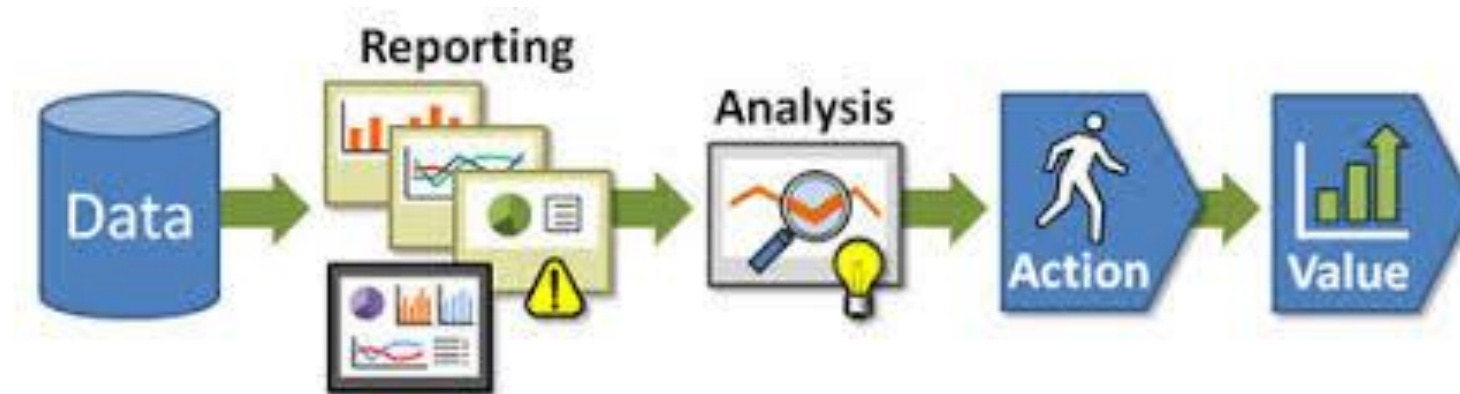 Data
Reporting
Analysis
Action
Value